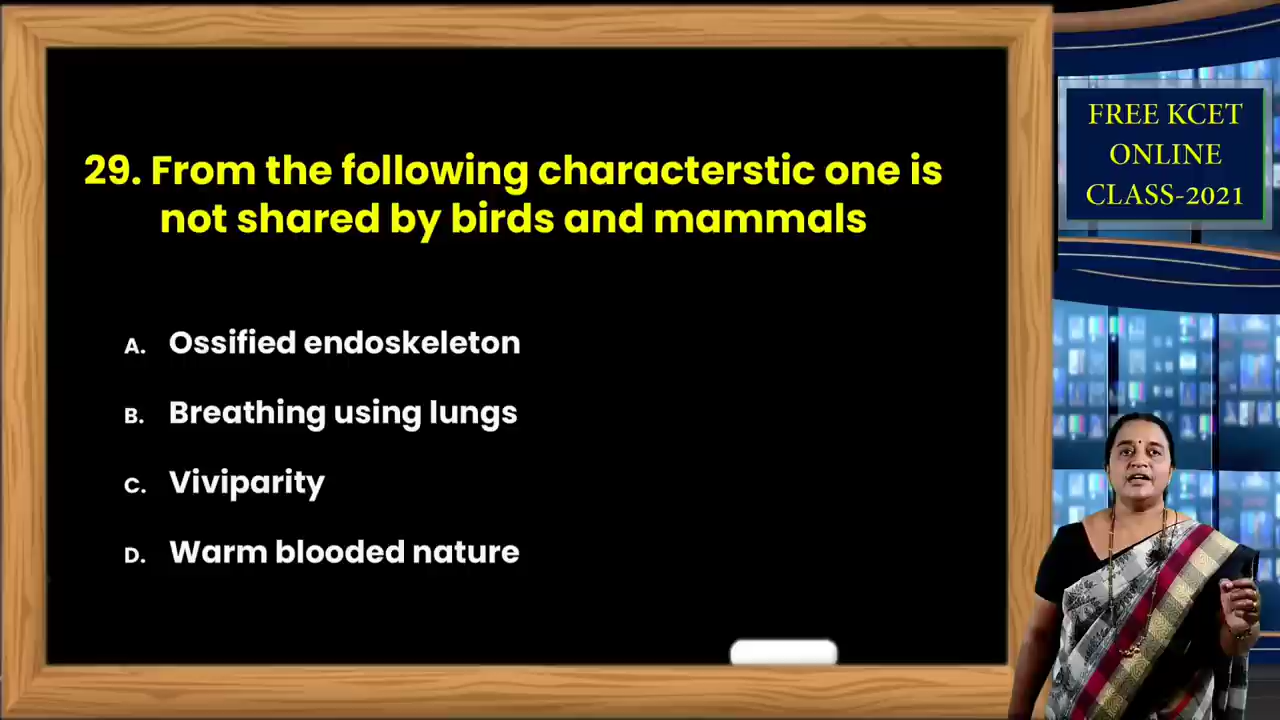 29. From the following characterstic one is
not shared by birds and mammals
A. Ossified endoskeleton
B. Breathing using lungs
C. Viviparity
D. Warm blooded nature
FREE KCET
ONLINE
CLASS-2021